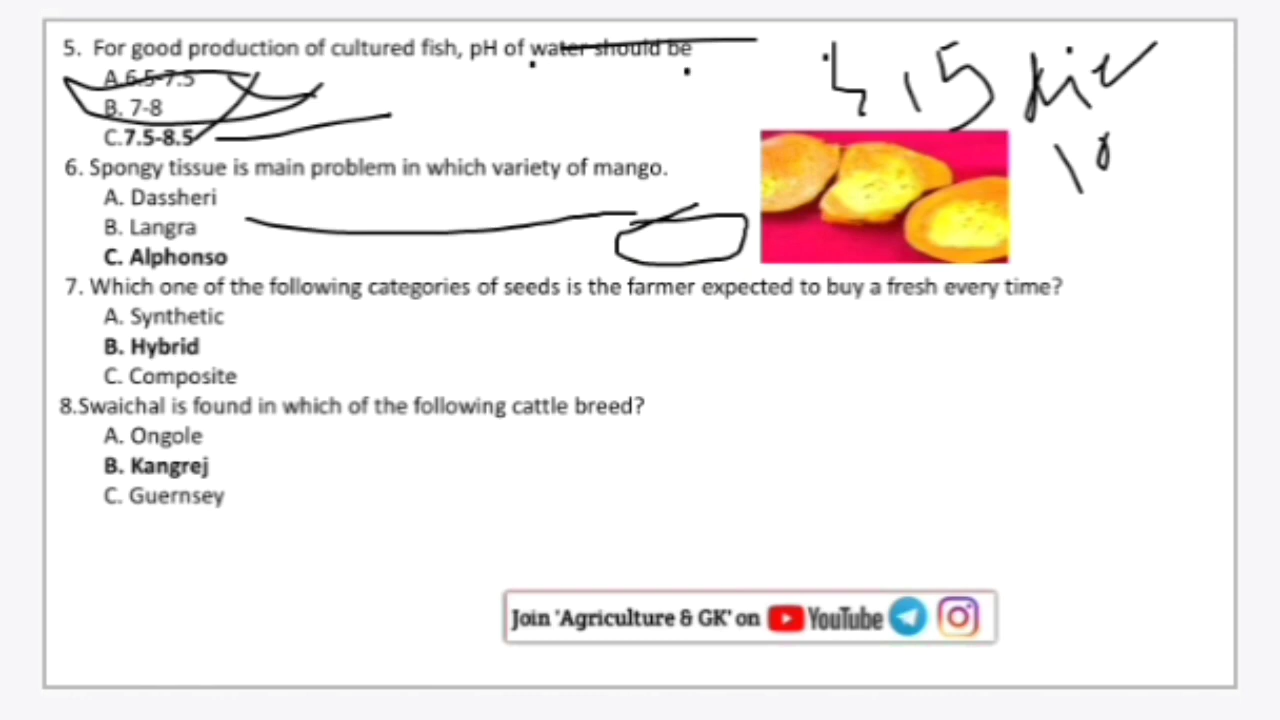 5. For good production of cultured fish, pH of water should be
A.6.5-7.5
B. 7-8
C.7.5-8.5
6. Spongy tissue is main problem in which variety of mango.
A. Dassheri
B. Langra
C. Alphonso
7. Which one of the following categories of seeds is the farmer expected to buy a fresh every time?
A. Synthetic
B. Hybrid
C. Composite
8.Swaichal is found in which of the following cattle breed?
A. Ongole
B. Kangrej
C. Guernsey
Join 'Agriculture & GK' on YouTube